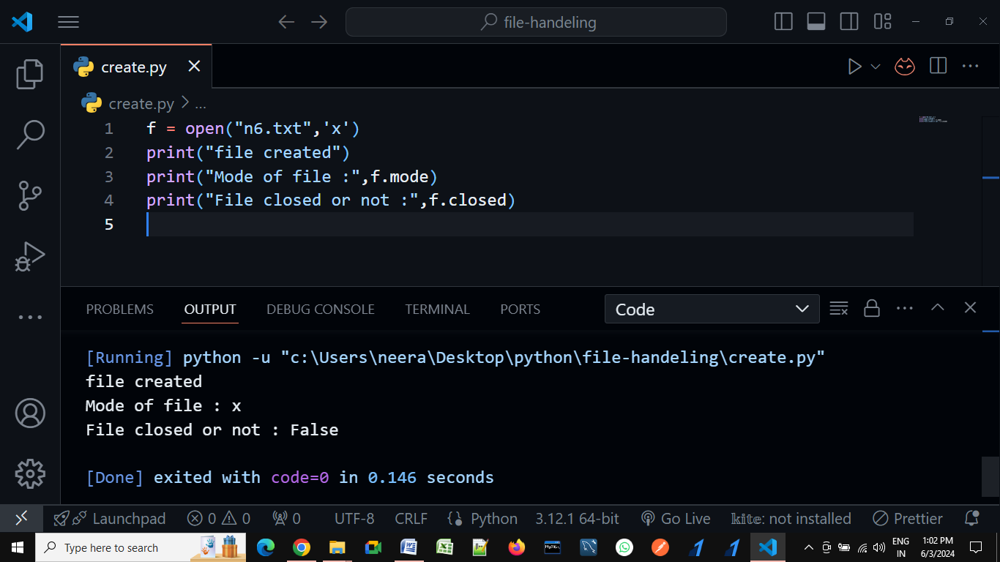 file-handeling
create.py
create.py > ...
1 f = open("n6.txt",'x')
2 print("file created")
3 print("Mode of file :",f.mode)
4 print("File closed or not :",f.closed)
5
PROBLEMS OUTPUT DEBUG CONSOLE TERMINAL PORTS Code
[Running] python -u "c:\Users\neera\Desktop\python\file-handeling\create.py"
file created
Mode of file : x
File closed or not : False
[Done] exited with code=0 in 0.146 seconds
Launchpad 0 0 0 UTF-8 CRLF Python 3.12.1 64-bit Go Live kite: not installed Prettier
Type here to search
ENG
IN
1:02 PM
6/3/2024